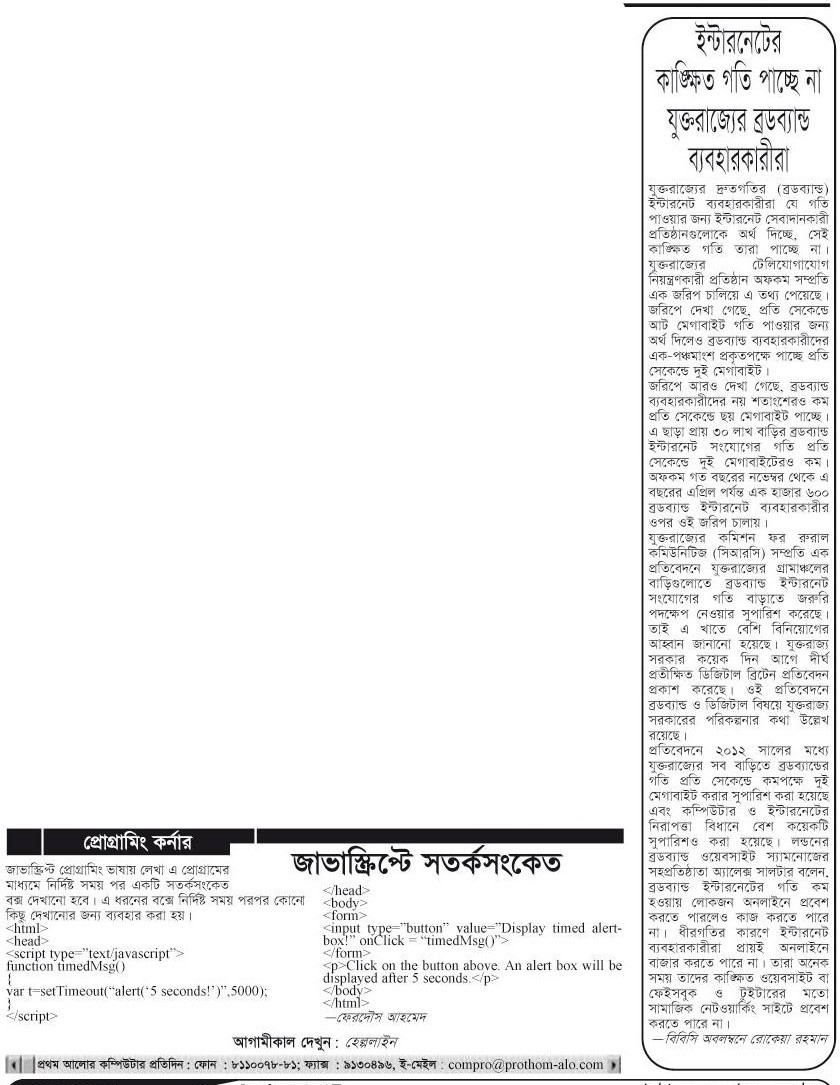 ইন্টারনেটের
কাঙ্ক্ষিত গতি পাচ্ছে না
যুক্তরাজ্যের ব্রডব্যান্ড
ব্যবহারকারীরা
যুক্তরাজ্যের দ্রুতগতির (ব্রডব্যান্ড)
ইন্টারনেট ব্যবহারকারীরা যে গতি
পাওয়ার জন্য ইন্টারনেট সেবাদানকারী
প্রতিষ্ঠানগুলোকে অর্থ দিচ্ছে, সেই
কাঙ্ক্ষিত গতি তারা পাচ্ছে না।
যুক্তরাজ্যের টেলিযোগাযোগ
নিয়ন্ত্রণকারী প্রতিষ্ঠান অফকম সম্প্রতি
এক জরিপ চালিয়ে এ তথ্য পেয়েছে।
জরিপে দেখা গেছে, প্রতি সেকেন্ডে
আট মেগাবাইট গতি পাওয়ার জন্য
অর্থ দিলেও ব্রডব্যান্ড ব্যবহারকারীদের
এক-পঞ্চমাংশ প্রকৃতপক্ষে পাচ্ছে প্রতি
সেকেন্ডে দুই মেগাবাইট।
জরিপে আরও দেখা গেছে, ব্রডব্যান্ড
ব্যবহারকারীদের নয় শতাংশেরও কম
প্রতি সেকেন্ডে ছয় মেগাবাইট পাচ্ছে।
এ ছাড়া প্রায় ৩০ লাখ বাড়ির ব্রডব্যান্ড
ইন্টারনেট সংযোগের গতি প্রতি
সেকেন্ডে দুই মেগাবাইটেরও কম।
অফকম গত বছরের নভেম্বর থেকে এ
বছরের এপ্রিল পর্যন্ত এক হাজার ৬০০
ব্রডব্যান্ড ইন্টারনেট ব্যবহারকারীর
ওপর ওই জরিপ চালায়।
যুক্তরাজ্যের কমিশন ফর রুরাল
কমিউনিটিজ (সিআরসি) সম্প্রতি এক
প্রতিবেদনে যুক্তরাজ্যের গ্রামাঞ্চলের
বাড়িগুলোতে ব্রডব্যান্ড ইন্টারনেট
সংযোগের গতি বাড়াতে জরুরি
পদক্ষেপ নেওয়ার সুপারিশ করেছে।
তাই এ খাতে বেশি বিনিয়োগের
আহ্বান জানানো হয়েছে। যুক্তরাজ্য
সরকার কয়েক দিন আগে দীর্ঘ
প্রতীক্ষিত ডিজিটাল ব্রিটেন প্রতিবেদন
প্রকাশ করেছে। ওই প্রতিবেদনে
ব্রডব্যান্ড ও ডিজিটাল বিষয়ে যুক্তরাজ্য
সরকারের পরিকল্পনার কথা উল্লেখ
রয়েছে।
প্রতিবেদনে ২০১২ সালের মধ্যে
যুক্তরাজ্যের সব বাড়িতে ব্রডব্যান্ডের
গতি প্রতি সেকেন্ডে কমপক্ষে দুই
মেগাবাইট করার সুপারিশ করা হয়েছে
এবং কম্পিউটার ও ইন্টারনেটের
নিরাপত্তা বিধানে বেশ কয়েকটি
সুপারিশও করা হয়েছে। লন্ডনের
ব্রডব্যান্ড ওয়েবসাইট স্যামনোজের
সহপ্রতিষ্ঠাতা অ্যালেক্স সালটার বলেন,
ব্রডব্যান্ড ইন্টারনেটের গতি কম
হওয়ায় লোকজন অনলাইনে প্রবেশ
করতে পারলেও কাজ করতে পারে
না। ধীরগতির কারণে ইন্টারনেট
ব্যবহারকারীরা প্রায়ই অনলাইনে
বাজার করতে পারে না। তারা অনেক
সময় তাদের কাঙ্ক্ষিত ওয়েবসাইট বা
ফেইসবুক ও টুইটারের মতো
সামাজিক নেটওয়ার্কিং সাইটে প্রবেশ
করতে পারে না।
—বিবিসি অবলম্বনে রোকেয়া রহমান
প্রোগ্রামিং কর্নার
জাভাস্ক্রিপ্টে সতর্কসংকেত
জাভাস্ক্রিপ্ট প্রোগ্রামিং ভাষায় লেখা এ প্রোগ্রামের
মাধ্যমে নির্দিষ্ট সময় পর একটি সতর্কসংকেত
বক্স দেখানো হবে। এ ধরনের বক্সে নির্দিষ্ট সময় পরপর কোনো
কিছু দেখানোর জন্য ব্যবহার করা হয়।
<html>
<head>
<script type="text/javascript">
function timedMsg()
{
var t=setTimeout(“alert(‘5 seconds!’)”,5000);
}
</script>
</head>
<body>
<form>
<input type=”button” value=”Display timed alert-
box!” onClick = “timedMsg()”>
</form>
<p>Click on the button above. An alert box will be
displayed after 5 seconds.</p>
</body>
</html>
—ফেরদৌস আহমেদ
আগামীকাল দেখুন : হেল্পলাইন
প্রথম আলোর কম্পিউটার প্রতিদিন : ফোন : ৮১১০০৭৮-৮১; ফ্যাক্স : ৯১৩০৪৯৬, ই-মেইল : compro@prothom-alo.com